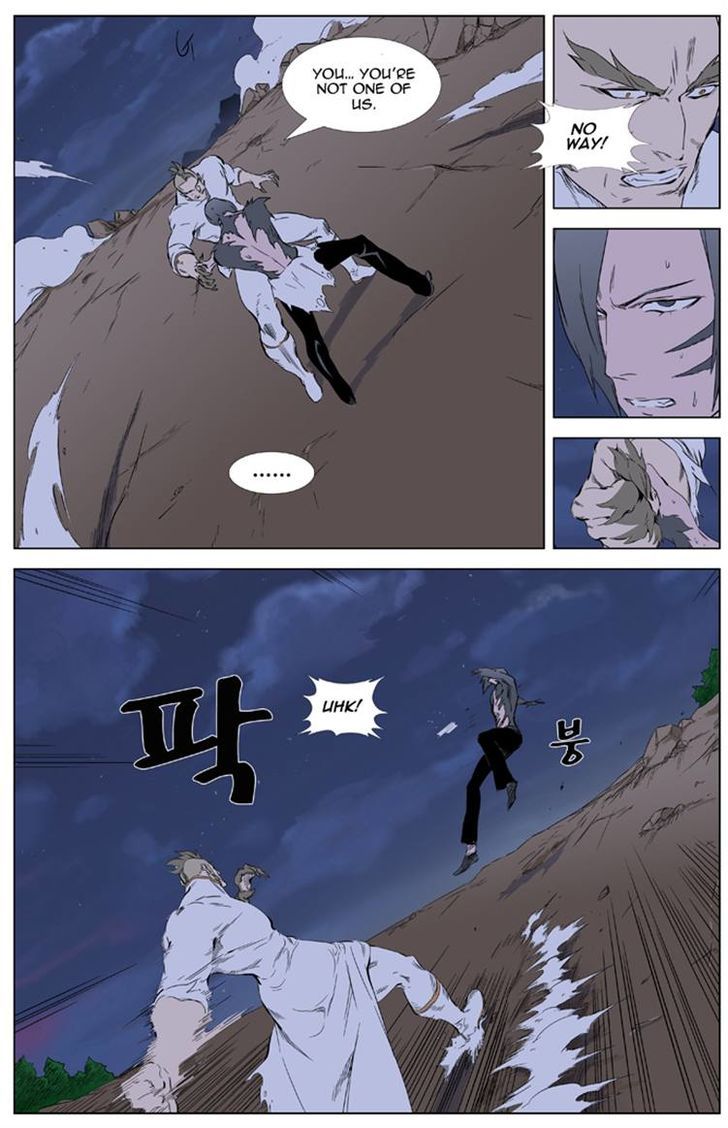 YOU... YOU'RE
NOT ONE OF
US.
NO
WAY!
......
팍
UHK!
붕